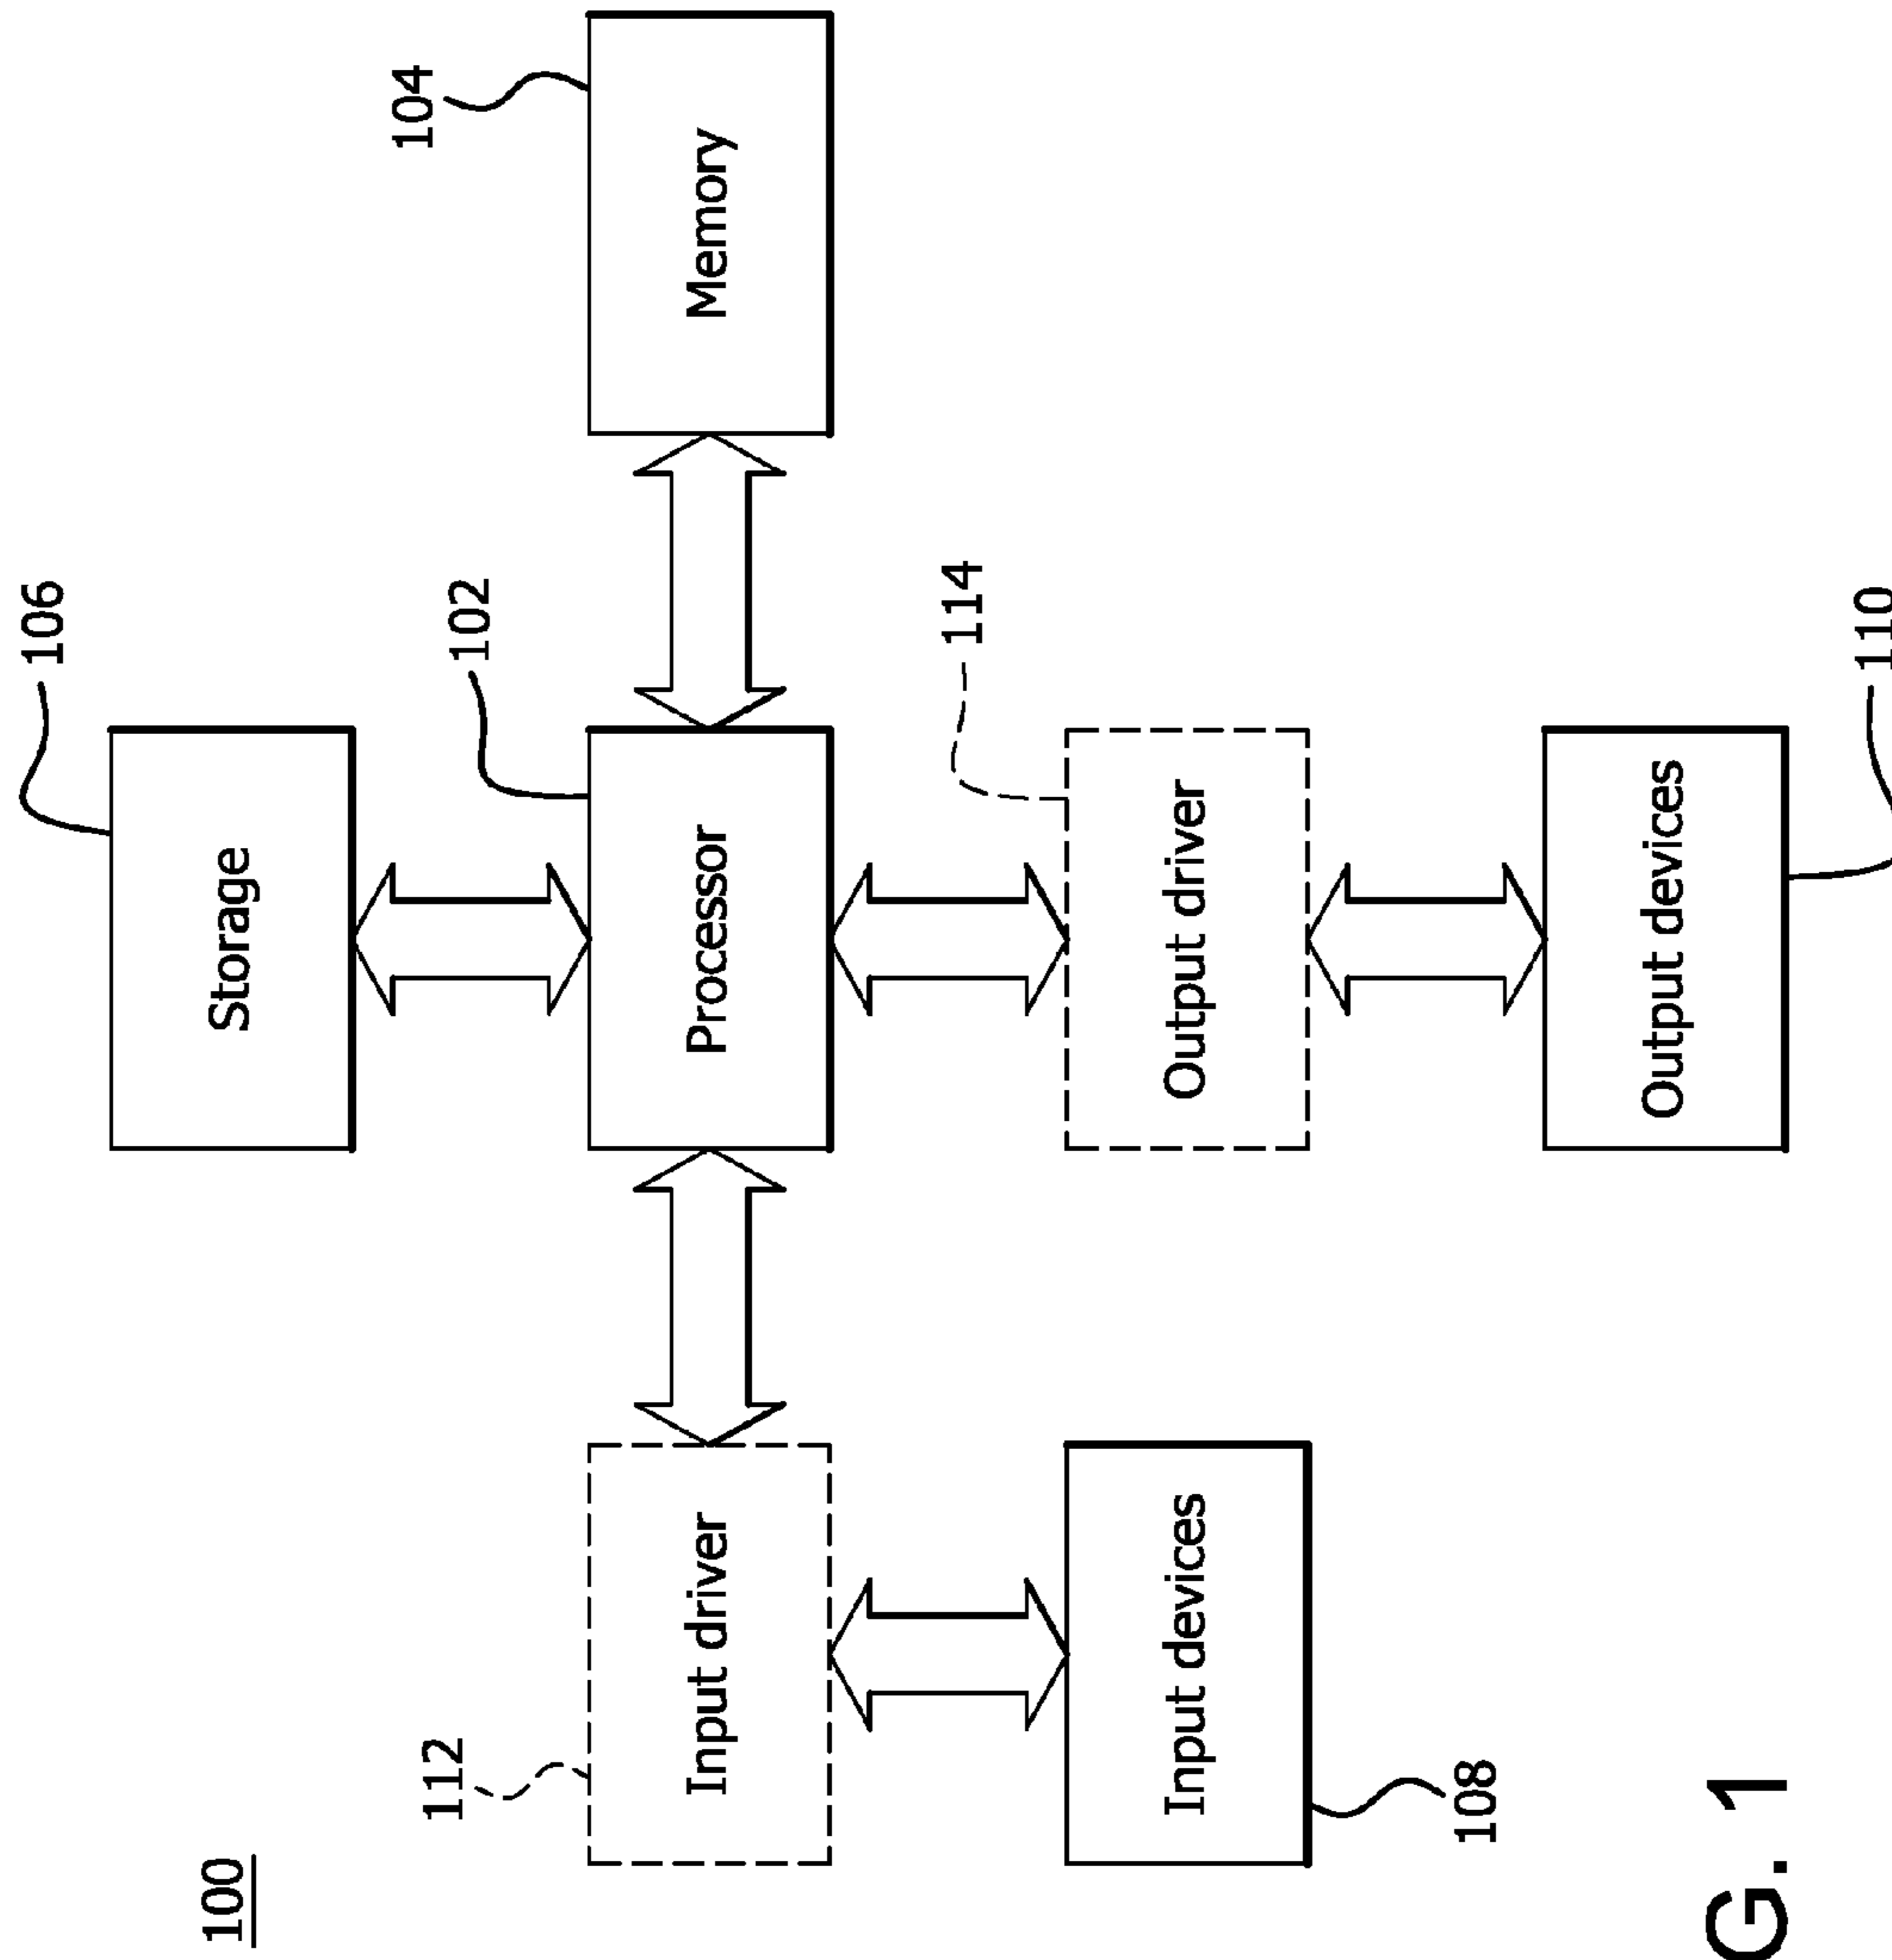 106
100
Storage
112
102
104
Input driver
Processor
Memory
114
Input devices
Output driver
108
Output devices
G. 1
110